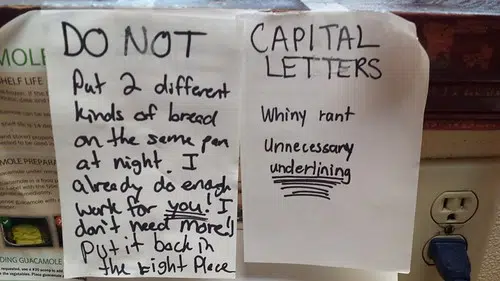 MOLE
HELF LIFE
MOLE PREPARA
DING GUACAMOLE
DO NOT
Put 2 different
kinds of bread
on the same pan
at night. I
already do enogh
work for you! I
don't need more!!
Put it back in
the Right Place
CAPITAL
LETTERS
Whiny rant
Unnecessary
underlining